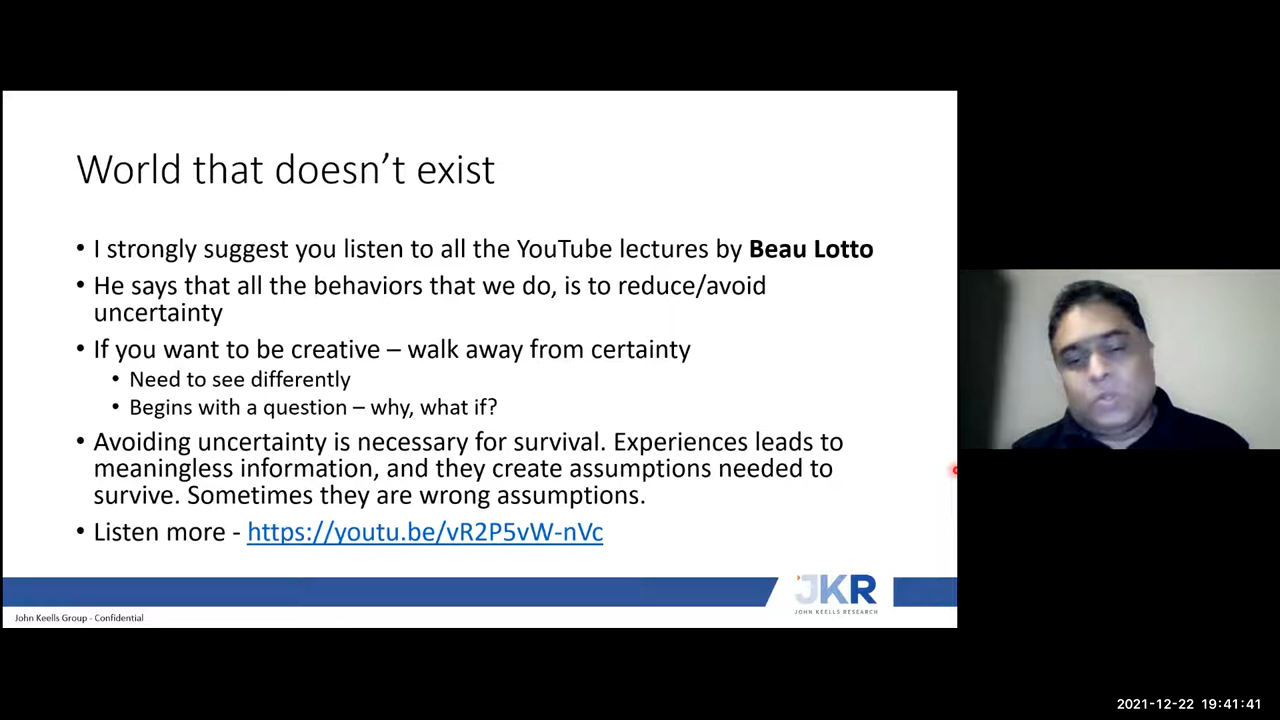 World that doesn’t exist
• I strongly suggest you listen to all the YouTube lectures by Beau Lotto
• He says that all the behaviors that we do, is to reduce/avoid
uncertainty
• If you want to be creative – walk away from certainty
• Need to see differently
• Begins with a question – why, what if?
• Avoiding uncertainty is necessary for survival. Experiences leads to
meaningless information, and they create assumptions needed to
survive. Sometimes they are wrong assumptions.
• Listen more - https://youtu.be/vR2P5vW-nVc
JKR
JOHN KEELLS RESEARCH
John Keells Group - Confidential
2021-12-22 19:41:41